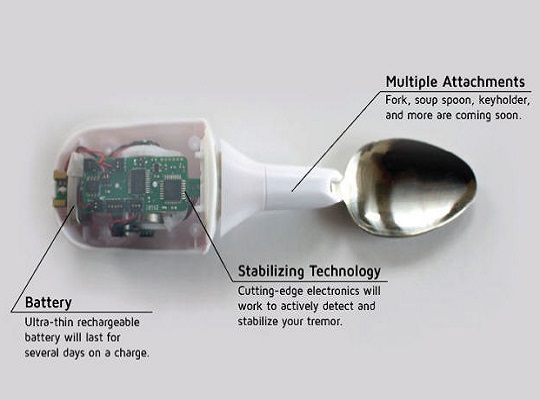 Multiple Attachments
Fork, soup spoon, keyholder,
and more are coming soon.
Stabilizing Technology
Cutting-edge electronics will
work to actively detect and
stabilize your tremor.
Battery
Ultra-thin rechargeable
battery will last for
several days on a charge.